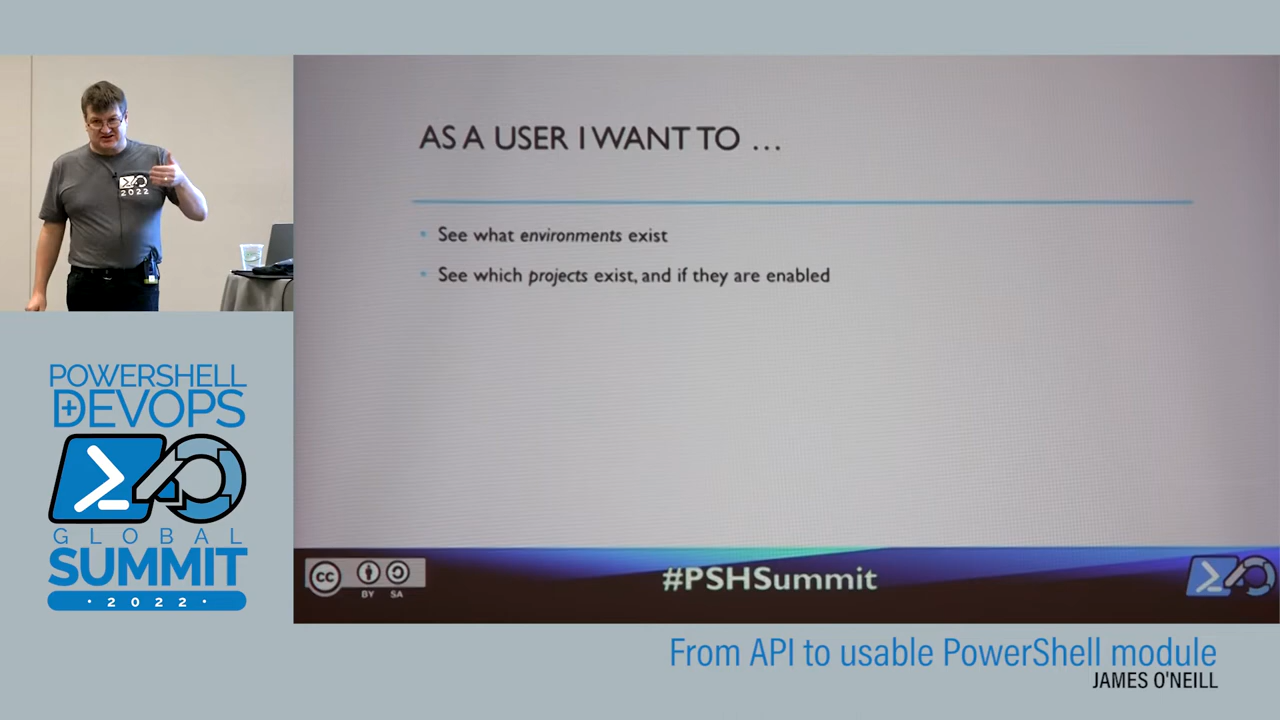 2022
AS A USER I WANT TO …
See what environments exist
See which projects exist, and if they are enabled
cc
BY SA
#PSHSummit
POWERSHELL
+DEVOPS
GLOBAL
SUMMIT
· 2022 ·
From API to usable PowerShell module
JAMES O'NEILL